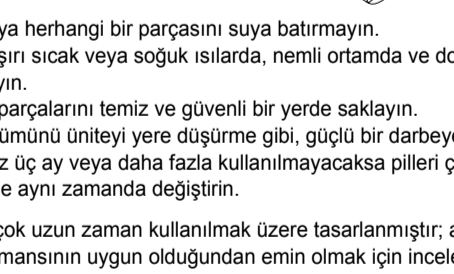 ya herhangi bir parçasını suya batırmayın.
şırı sıcak veya soğuk ısılarda, nemli ortamda ve do
yın.
parçalarını temiz ve güvenli bir yerde saklayın.
ümünü üniteyi yere düşürme gibi, güçlü bir darbeye
z üç ay veya daha fazla kullanılmayacaksa pilleri ç
e aynı zamanda değiştirin.
çok uzun zaman kullanılmak üzere tasarlanmıştır; a
mansının uygun olduğundan emin olmak için incele